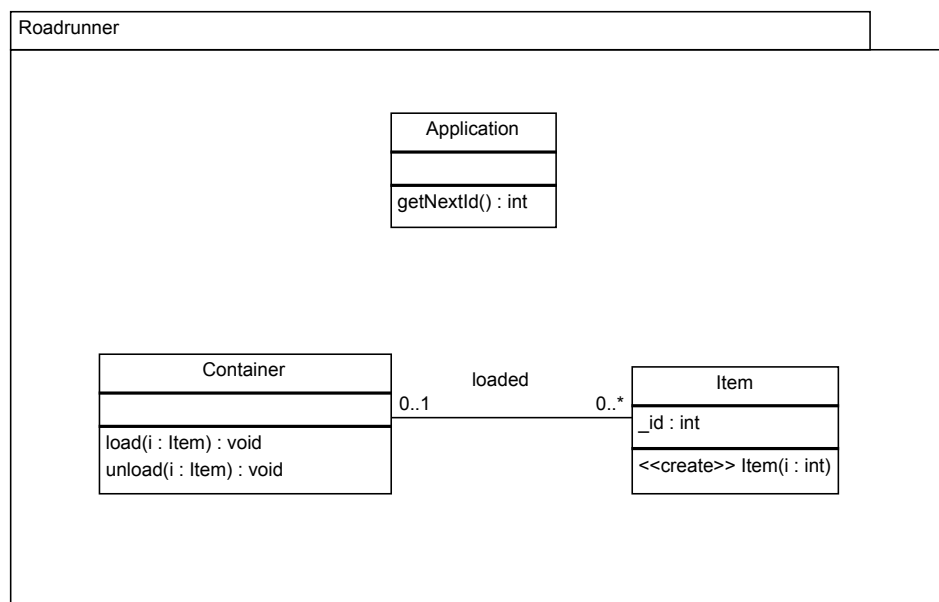 Roadrunner
Application
getNextId() : int
Container
load(i : Item) : void
unload(i : Item) : void
loaded
0..1
0..*
Item
_id : int
<<create>> Item(i : int)